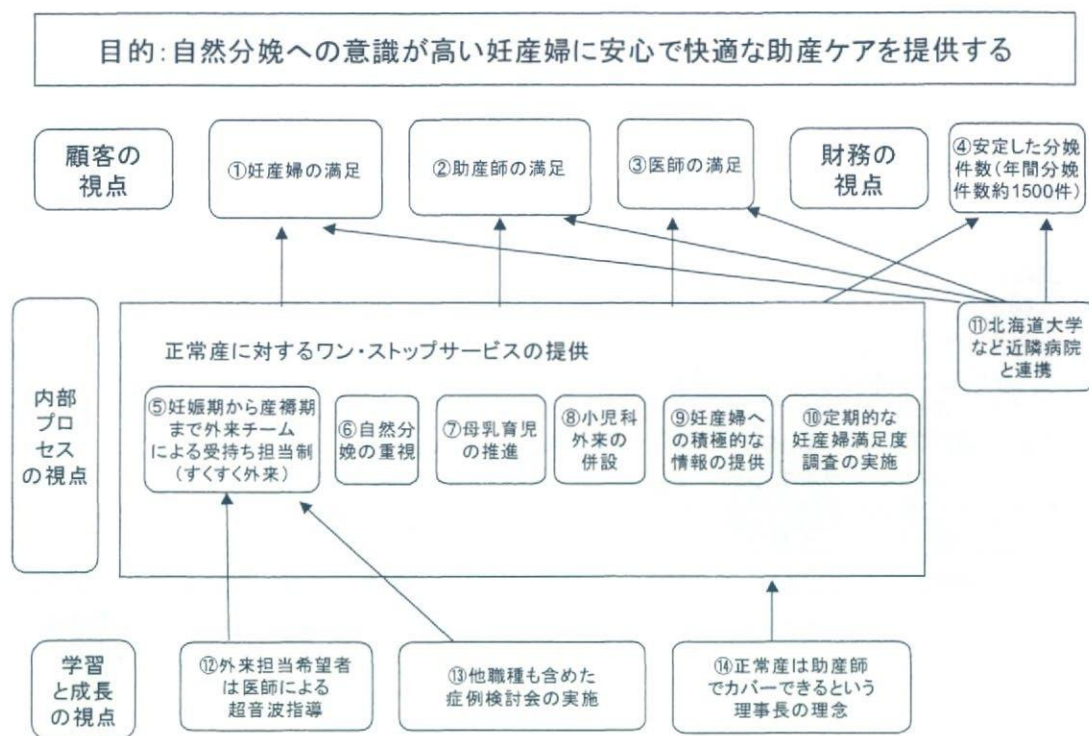 目的:自然分娩への意識が高い妊産婦に安心で快適な助産ケアを提供する
顧客の
視点
①妊産婦の満足
②助産師の満足
③医師の満足
財務の
視点
④安定した分娩
件数(年間分娩
件数約1500件)
内部
プロ
セス
の視点
正常産に対するワン・ストップサービスの提供
⑤妊娠期から産褥期
まで外来チーム
による受持ち担当制
(すくすく外来)
⑥自然分
娩の重視
⑦母乳育児
の推進
⑧小児科
外来の
併設
⑨妊産婦へ
の積極的な
情報の提供
⑩定期的な
妊産婦満足度
調査の実施
⑪北海道大学
など近隣病院
と連携
学習
と成長
の視点
⑫外来担当希望者
は医師による
超音波指導
⑬他職種も含めた
症例検討会の実施
⑭正常産は助産師
でカバーできるという
理事長の理念